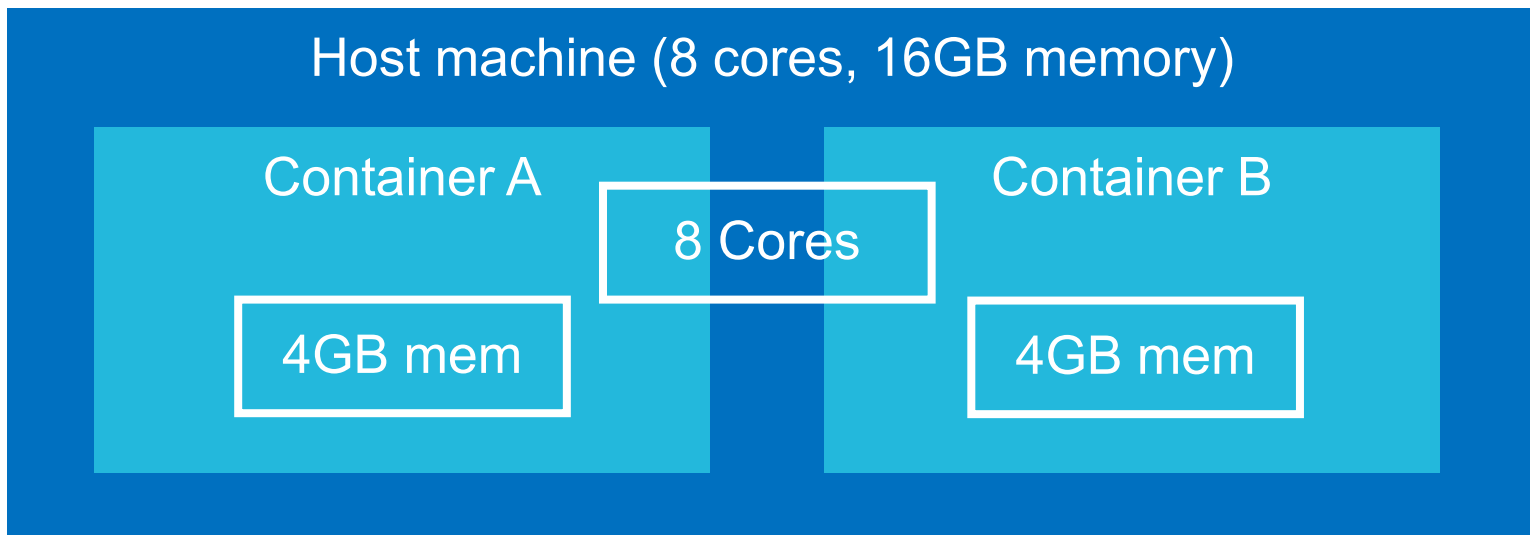 Host machine (8 cores, 16GB memory)
Container A
Container B
8 Cores
4GB mem
4GB mem